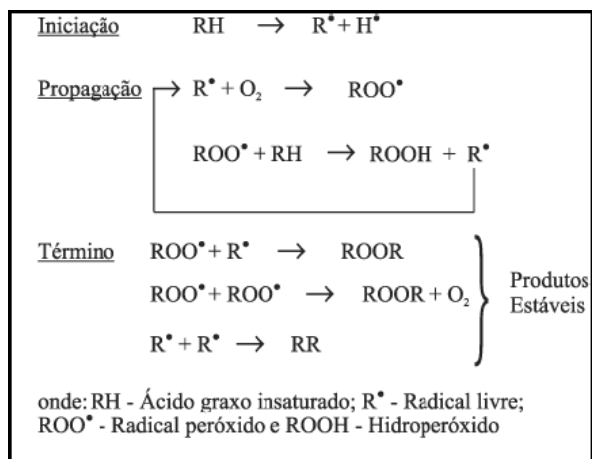 Iniciação RH → R• + H•
Propagação R• + O₂ → ROO•
ROO• + RH → ROOH + R•
Término ROO• + R• → ROOR
ROO• + ROO• → ROOR + O₂
R• + R• → RR
Produtos
Estáveis
onde: RH - Ácido graxo insaturado; R• - Radical livre;
ROO• - Radical peróxido e ROOH - Hidroperóxido